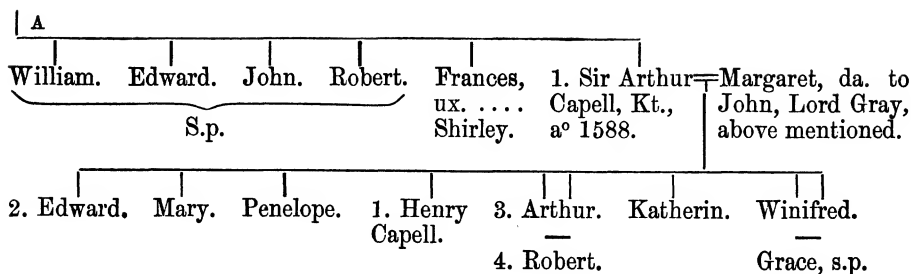 A
William. Edward. John. Robert. Frances, 1. Sir Arthur Margaret, da. to
ux. .... Capell, Kt., John, Lord Gray,
S.p. Shirley. aº 1588. above mentioned.
2. Edward. Mary. Penelope. 1. Henry 3. Arthur. Katherin. Winifred.
Capell.
4. Robert. Grace, s.p.